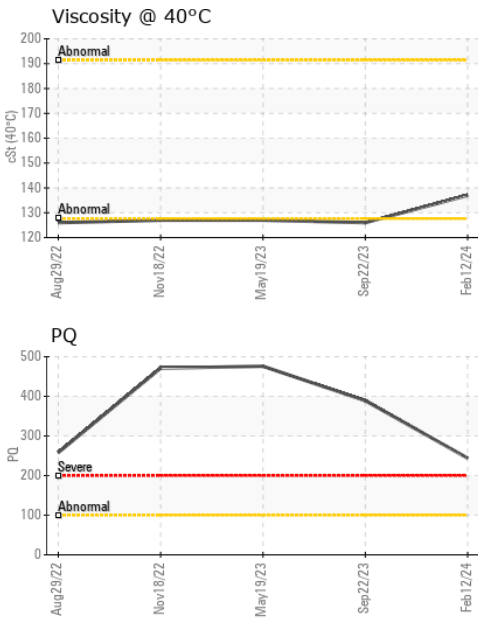 Viscosity @ 40°C
200
Abnormal
190
180
170
160
150
140
Abnormal
130
120
cSt (40°C)
Aug29/22
Nov18/22
May19/23
Sep22/23
Feb12/24
PQ
500
400
300
Severe
200
Abnormal
100
0
PQ
Aug29/22
Nov18/22
May19/23
Sep22/23
Feb12/24